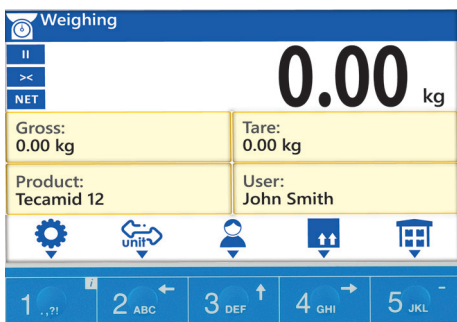 Weighing
0.00 kg
NET
Gross:
0.00 kg
Tare:
0.00 kg
Product:
Tecamid 12
User:
John Smith
unit
1 .,?! i
2 ABC
3 DEF
4 GHI
5 JKL -